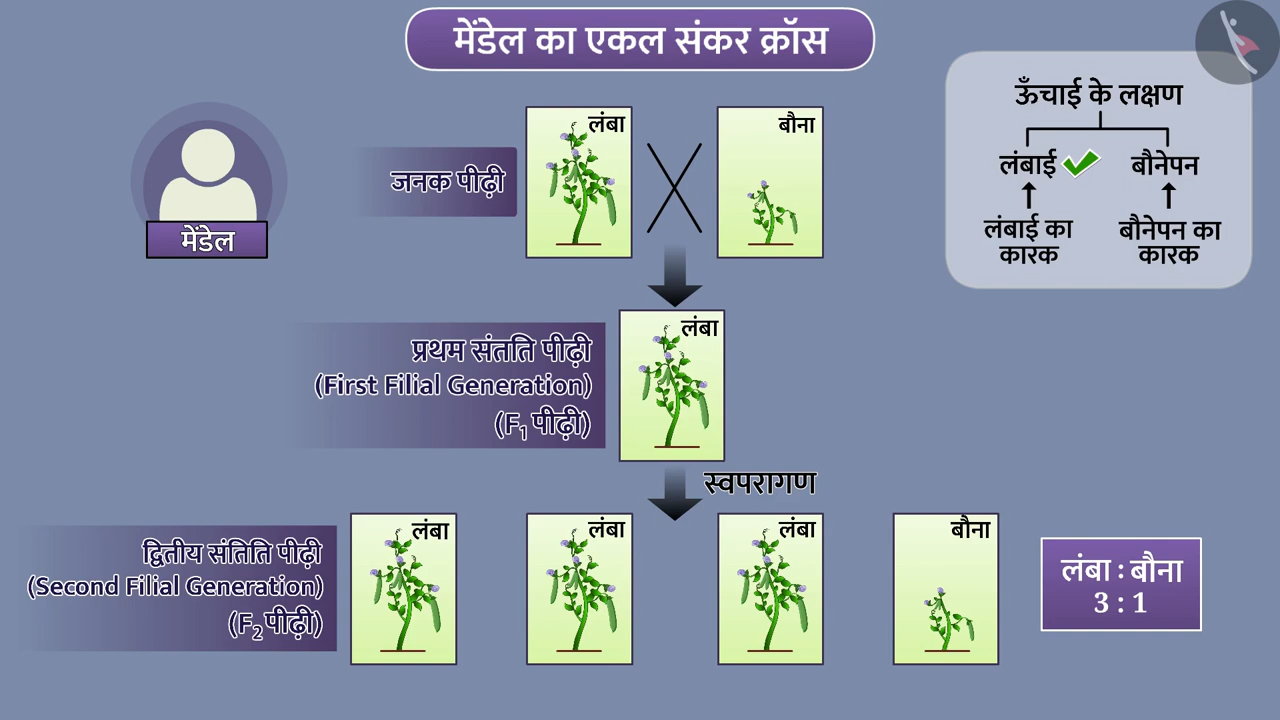 मेंडेल का एकल संकर क्रॉस
ऊँचाई के लक्षण
लंबाई बौनेपन
लंबाई का कारक
बौनेपन का कारक
मेंडेल
जनक पीढ़ी
लंबा
बौना
प्रथम संतति पीढ़ी
(First Filial Generation)
(F₁ पीढ़ी)
लंबा
स्वपरागण
द्वितीय संतिति पीढ़ी
(Second Filial Generation)
(F₂ पीढ़ी)
लंबा
लंबा
लंबा
बौना
लंबा : बौना
3 : 1